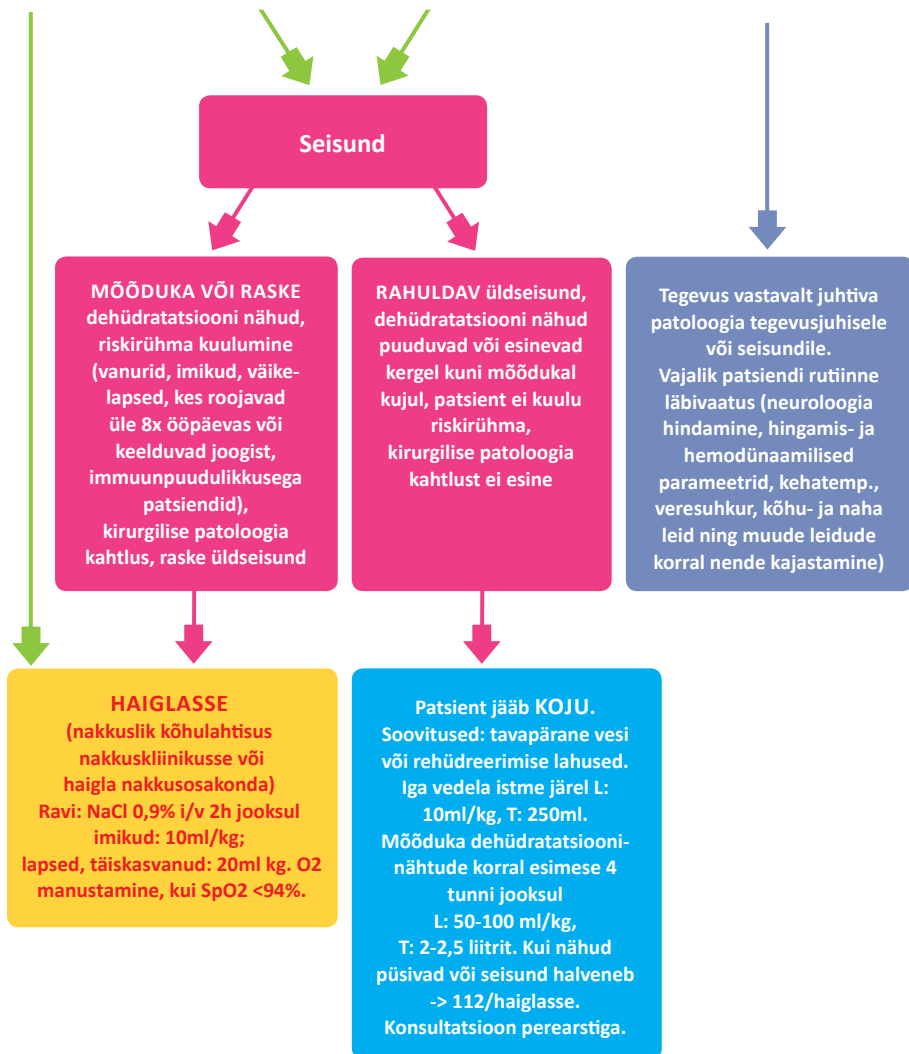 Seisund
MÕÕDUKA VÕI RASKE
dehüdratatsiooni nähud,
riskirühma kuulumine
(vanurid, imikud, väike-
lapsed, kes roojavad
üle 8x ööpäevas või
keelduvad joogist,
immuunpuudulikkusega
patsiendid),
kirurgilise patoloogia
kahtlus, raske üldseisund
RAHULDAV üldseisund,
dehüdratatsiooni nähud
puuduvad või esinevad
kergel kuni mõõdukal
kujul, patsient ei kuulu
riskirühma,
kirurgilise patoloogia
kahtlust ei esine
Tegevus vastavalt juhtiva
patoloogia tegevusjuhisele
või seisundile.
Vajalik patsiendi rutiinne
läbivaatus (neuroloogia
hindamine, hingamis- ja
hemodünaamilised
parameetrid, kehatemp.,
veresuhkur, kõhu- ja naha
leid ning muude leidude
korral nende kajastamine)
HAIGLASSE
(nakkuslik kõhulahtisus
nakkuskliinikusse või
haigla nakkusosakonda)
Ravi: NaCl 0,9% i/v 2h jooksul
imikud: 10ml/kg;
lapsed, täiskasvanud: 20ml kg. O2
manustamine, kui SpO2 <94%.
Patsient jääb KOJU.
Soovitused: tavapärane vesi
või rehüdreerimise lahused.
Iga vedela istme järel L:
10ml/kg, T: 250ml.
Mõõduka dehüdratatsiooni-
nähtude korral esimese 4
tunni jooksul
L: 50-100 ml/kg,
T: 2-2,5 liitrit. Kui nähud
püsivad või seisund halveneb
-> 112/haiglasse.
Konsultatsioon perearstiga.